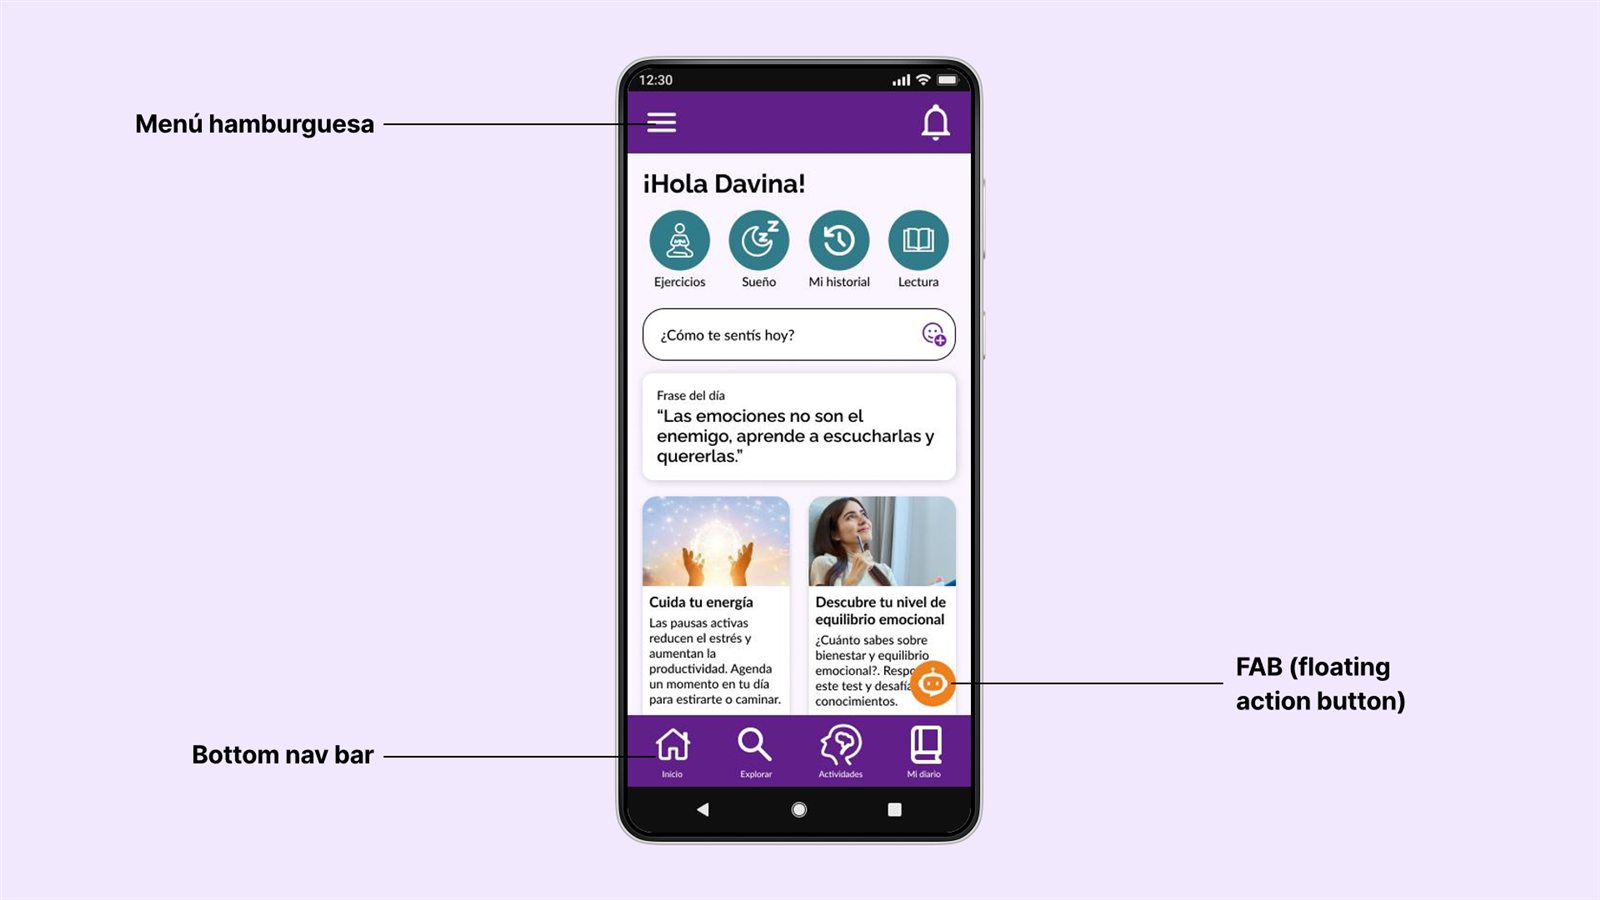 12:30
Menú hamburguesa
¡Hola Davina!
Ejercicios
Sueño
Mi historial
Lectura
¿Cómo te sentís hoy?
Frase del día
“Las emociones no son el
enemigo, aprende a escucharlas y
quererlas.”
Cuida tu energía
Las pausas activas
reducen el estrés y
aumentan la
productividad. Agenda
un momento en tu día
para estirarte o caminar.
Descubre tu nivel de
equilibrio emocional
¿Cuánto sabes sobre
bienestar y equilibrio
emocional?.
este test y
conocimientos.
FAB (floating
action button)
Bottom nav bar
Inicio
Explorar
Actividades
Mi diario